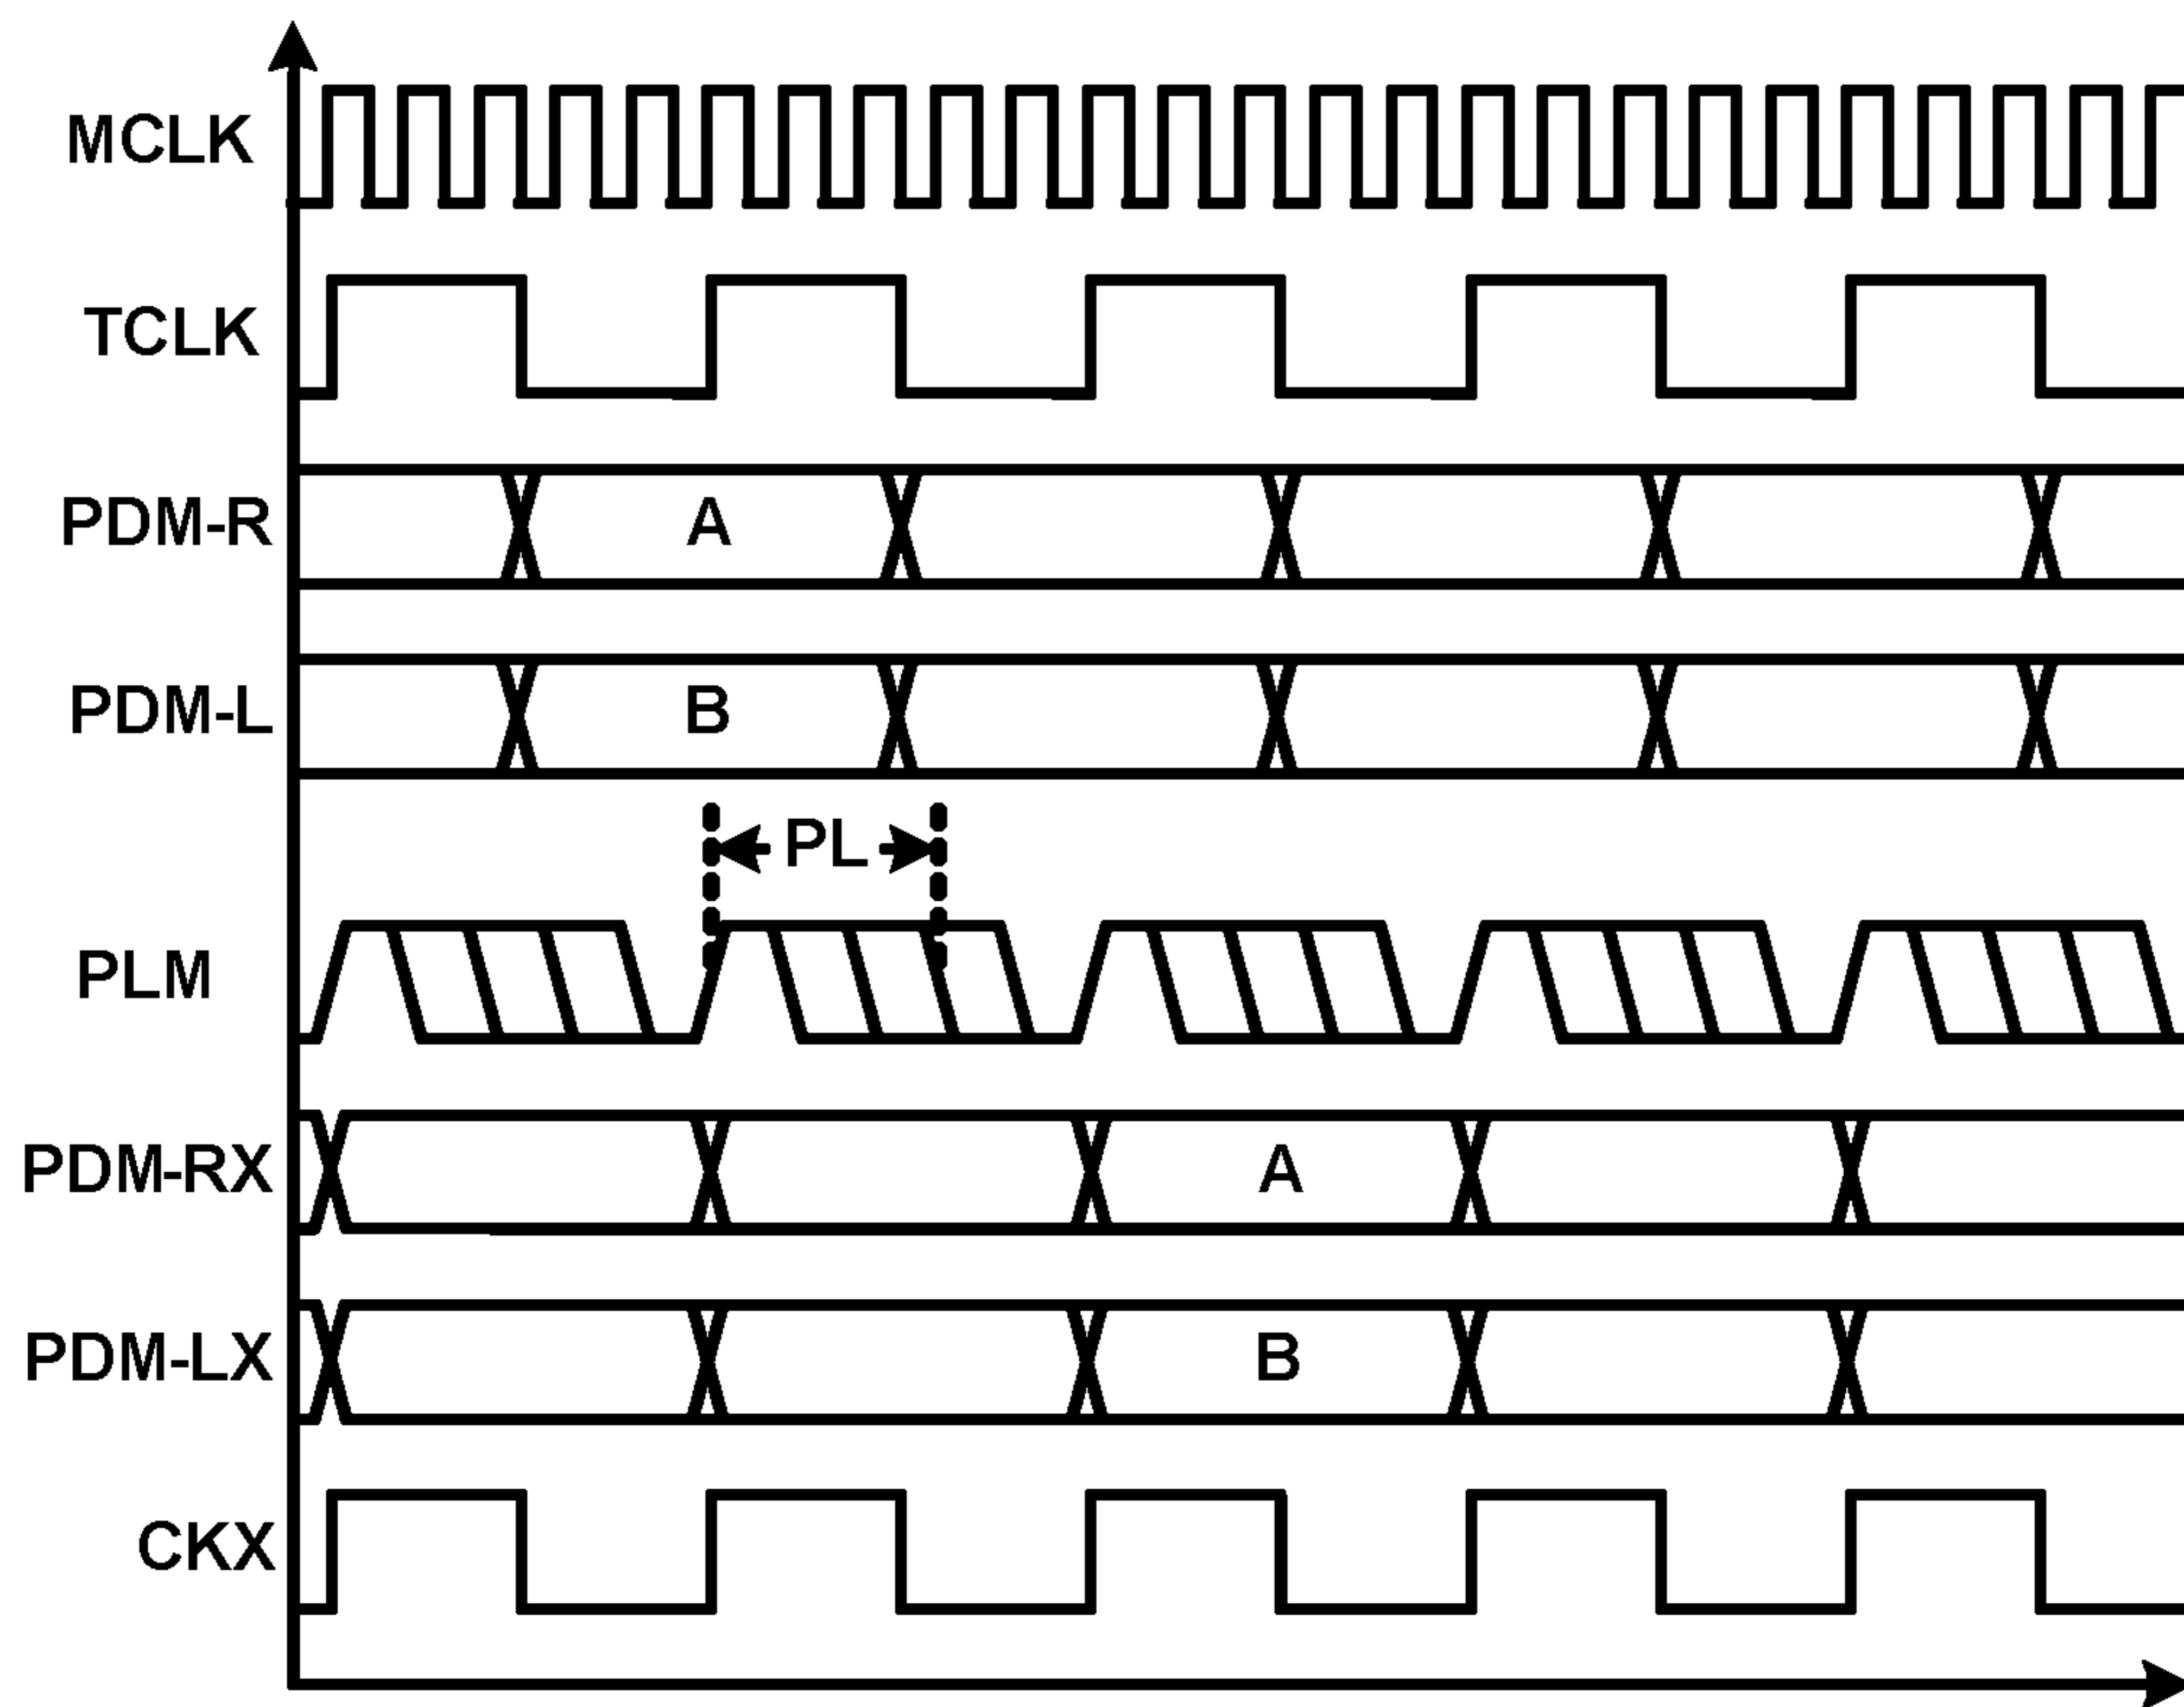 MCLK
TCLK
PDM-R
A
PDM-L
B
PL
PLM
PDM-RX
A
PDM-LX
B
CKX